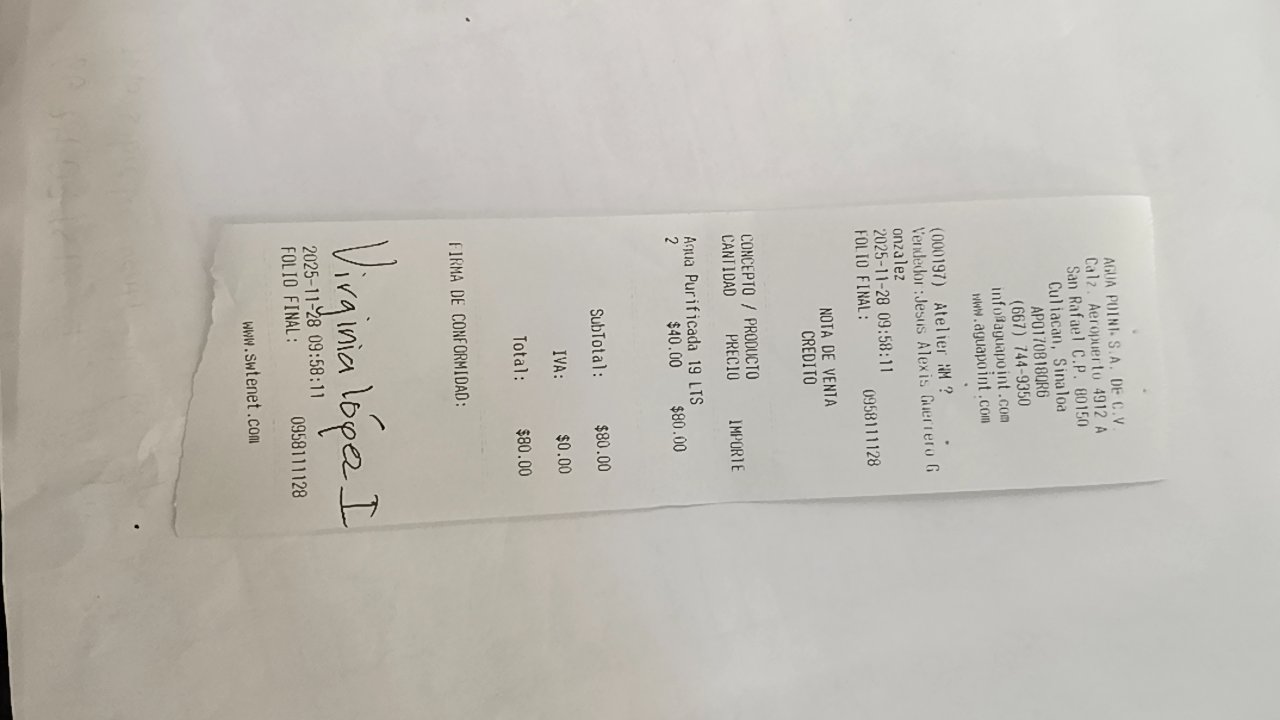 AGUA POINT S.A. DE C.V.
Calz. Aeropuerto 4912 A
San Rafael C.P. 80150
Culiacan, Sinaloa
APO170818QR6
(667) 744-9350
info@aguapoint.com
www.aguapoint.com
(000197) Atelier NM ?
Vendedor:Jesus Alexis Guerrero G
onzalez
2025-11-28 09:58:11 0958111128
FOLIO FINAL:
NOTA DE VENTA
CREDITO
CONCEPTO / PRODUCTO
CANTIDAD PRECIO IMPORTE
Agua Purificada 19 LTS
2 $40.00 $80.00
SubTotal: $80.00
IVA: $0.00
Total: $80.00
FIRMA DE CONFORMIDAD:
Virginia López I
2025-11-28 09:58:11
FOLIO FINAL: 0958111128
www.swtenet.com